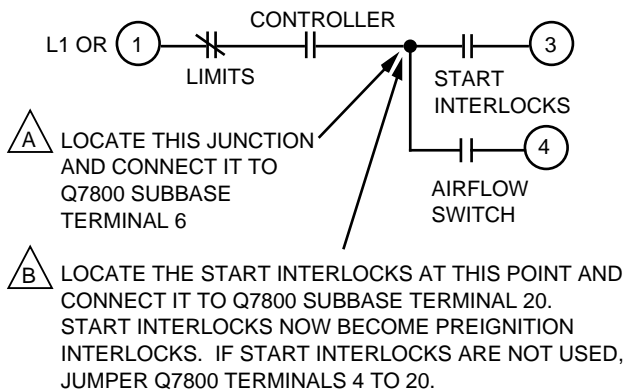 CONTROLLER
L1 OR 1
3
LIMITS
START
INTERLOCKS
A LOCATE THIS JUNCTION
AND CONNECT IT TO
Q7800 SUBBASE
TERMINAL 6
4
AIRFLOW
SWITCH
B LOCATE THE START INTERLOCKS AT THIS POINT AND
CONNECT IT TO Q7800 SUBBASE TERMINAL 20.
START INTERLOCKS NOW BECOME PREIGNITION
INTERLOCKS. IF START INTERLOCKS ARE NOT USED,
JUMPER Q7800 TERMINALS 4 TO 20.